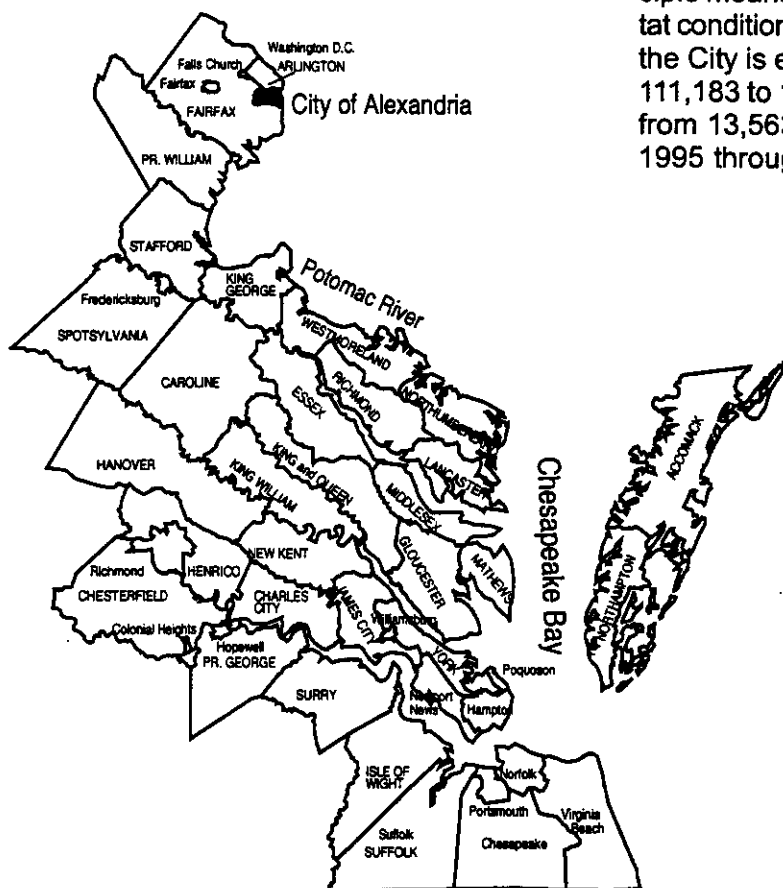 tat condition
the City is e
111,183 to
from 13,563
1995 throug
Washington D.C.
Falls Church
ARLINGTON
Fairfax
City of Alexandria
FAIRFAX
PR. WILLIAM
STAFFORD
KING
GEORGE
Potomac River
Fredericksburg
SPOTSYLVANIA
WESTMORELAND
CAROLINE
RICHMOND
ESSEX
LANCASTER
ACCOMACK
HANOVER
KING and QUEEN
KING WILLIAM
MIDDLESEX
Chesapeake Bay
NEW KENT
GLOUCESTER
MATHEWS
NORTHAMPTON
Richmond
HENRICO
CHESTERFIELD
CHARLES
CITY
JAMES CITY
Williamsburg
Colonial Heights
Hopewell
PR. GEORGE
YORK
Poquoson
SURRY
Newport
News
Hampton
ISLE OF
WIGHT
Norfolk
Portsmouth
Virginia
Beach
Suffolk
SUFFOLK
Chesapeake